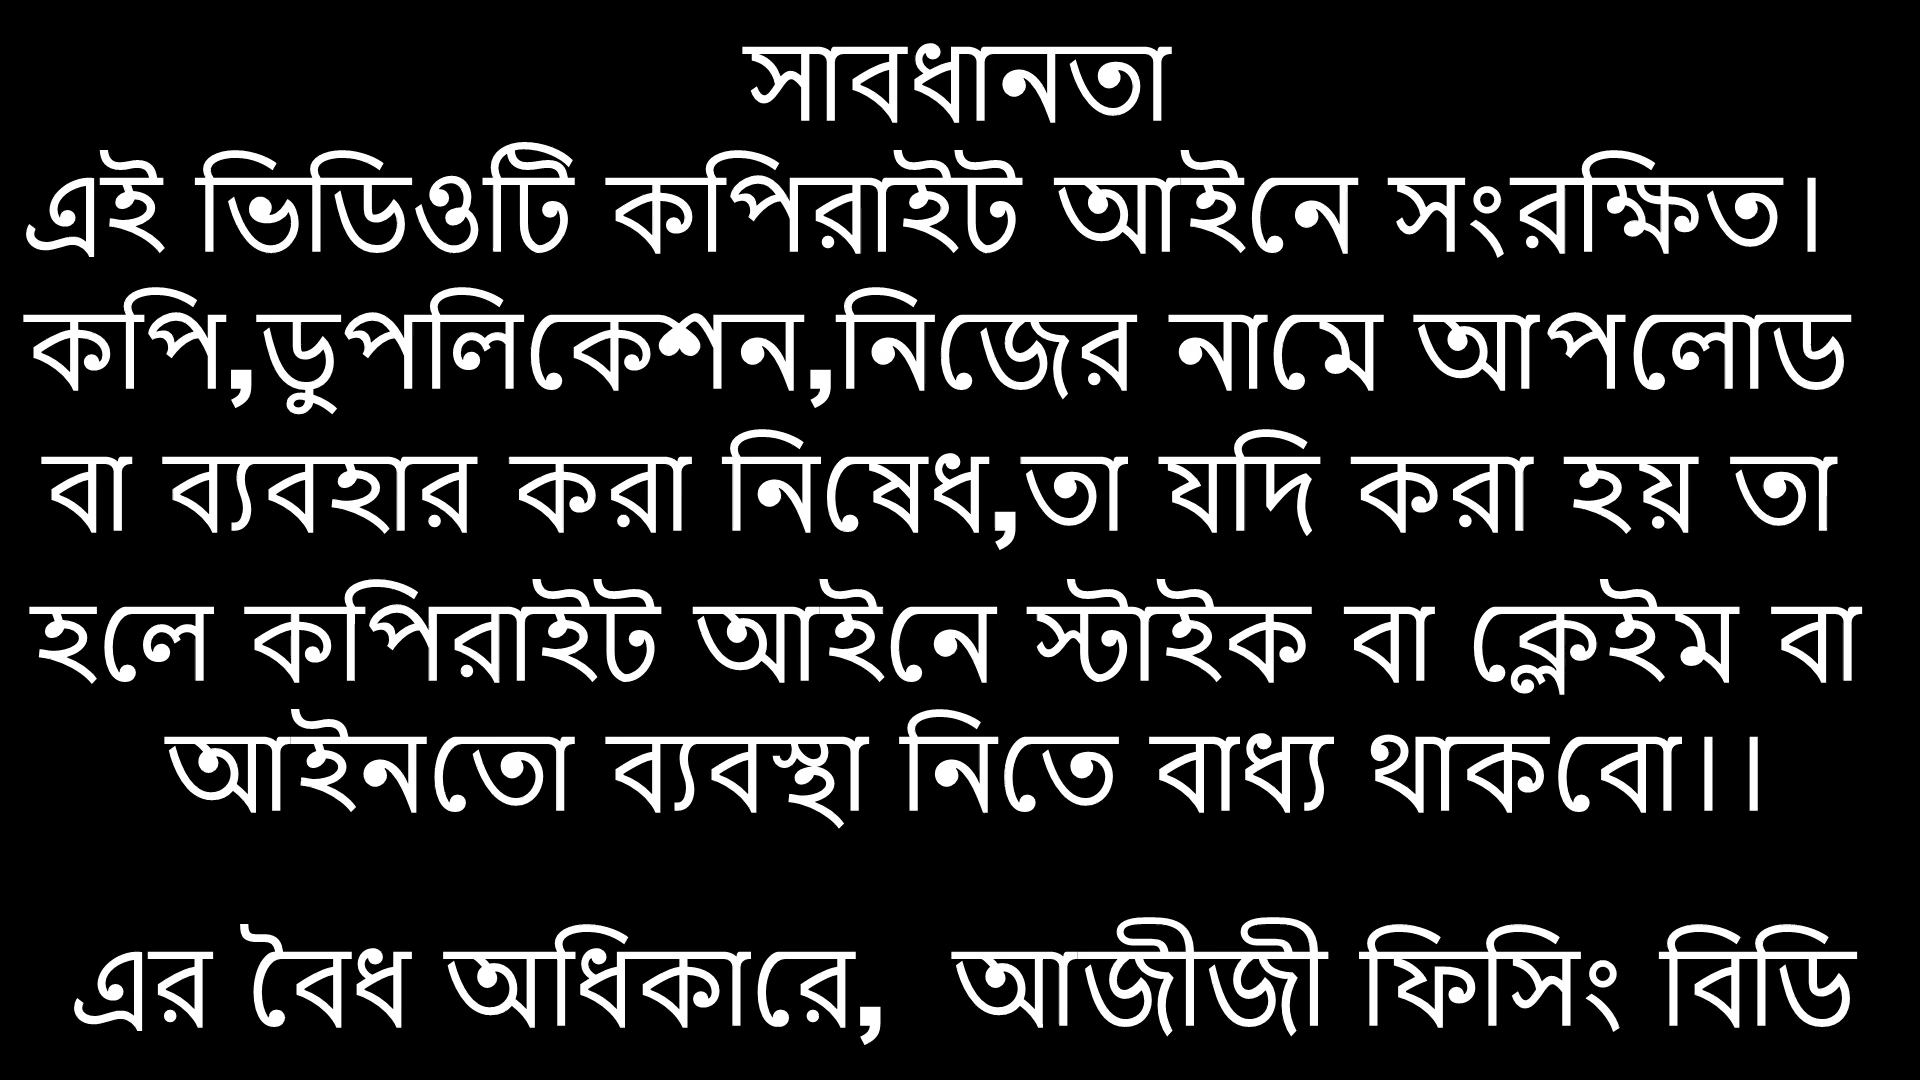 সাবধানতা
এই ভিডিওটি কপিরাইট আইনে সংরক্ষিত।
কপি,ডুপলিকেশন,নিজের নামে আপলোড
বা ব্যবহার করা নিষেধ,তা যদি করা হয় তা
হলে কপিরাইট আইনে স্টাইক বা ক্লেইম বা
আইনতো ব্যবস্থা নিতে বাধ্য থাকবো।।
এর বৈধ অধিকারে, আজীজী ফিসিং বিডি